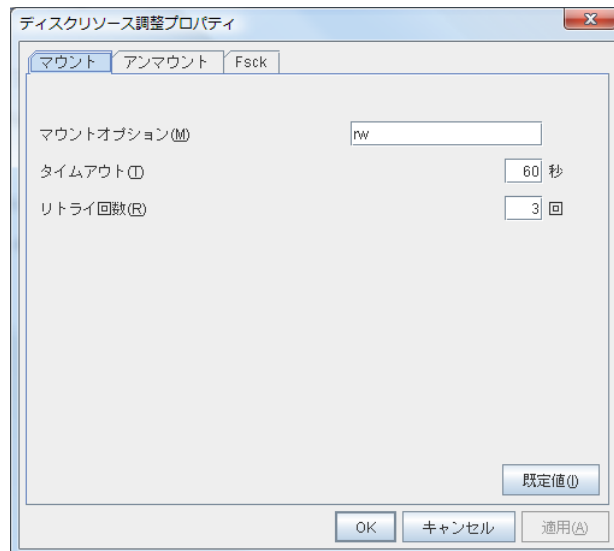 ディスクリソース調整プロパティ
マウント アンマウント Fsck
マウントオプション(M) rw
タイムアウト(T) 60 秒
リトライ回数(R) 3 回
既定値(I)
OK キャンセル 適用(A)